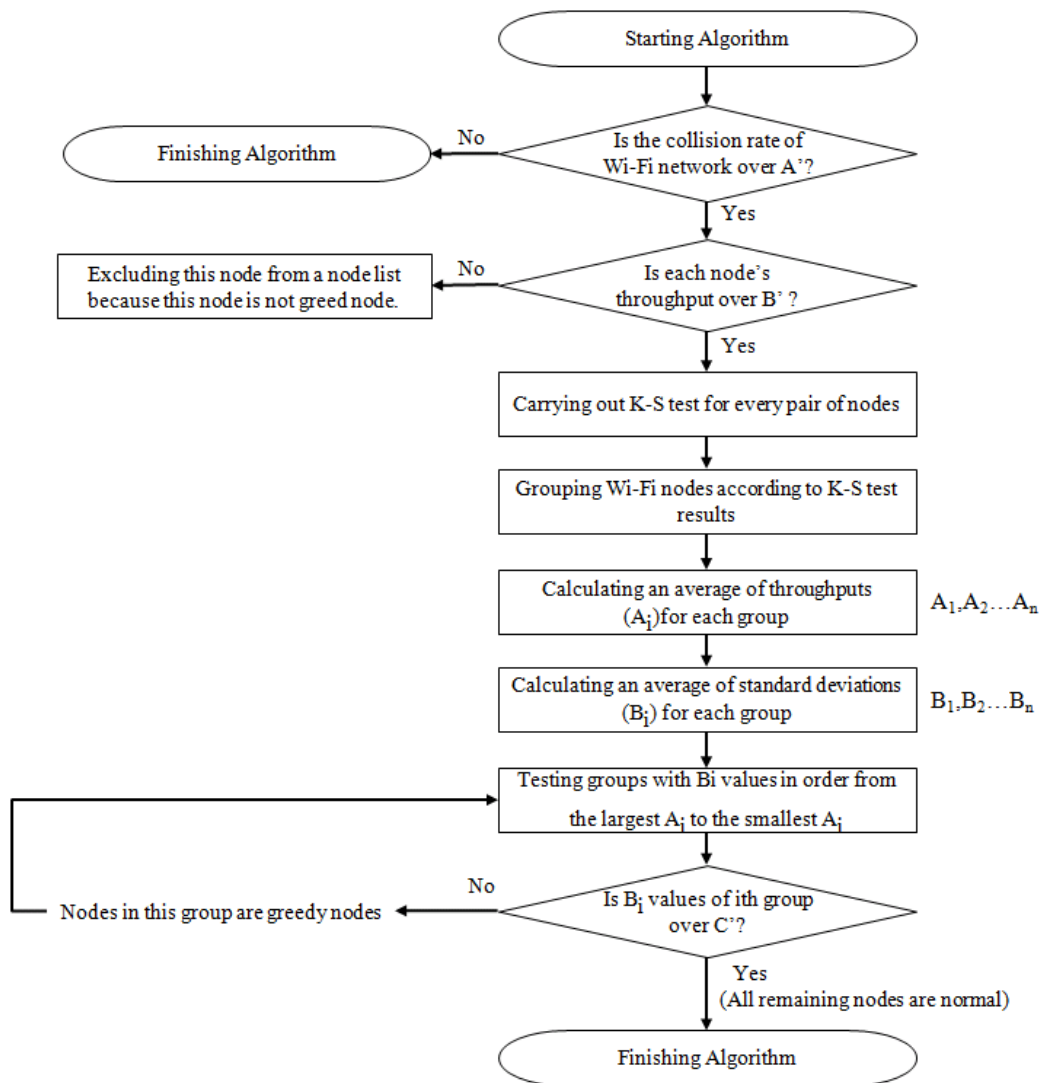 Starting Algorithm
No
Is the collision rate of
Wi-Fi network over A’?
Finishing Algorithm
Yes
Excluding this node from a node list
because this node is not greed node.
No
Is each node’s
throughput over B’ ?
Yes
Carrying out K-S test for every pair of nodes
Grouping Wi-Fi nodes according to K-S test
results
Calculating an average of throughputs
(Ai)for each group
A1,A2…An
Calculating an average of standard deviations
(Bi) for each group
B1,B2…Bn
Testing groups with Bi values in order from
the largest Ai to the smallest Ai
No
Is Bi values of ith group
over C’?
Nodes in this group are greedy nodes
Yes
(All remaining nodes are normal)
Finishing Algorithm